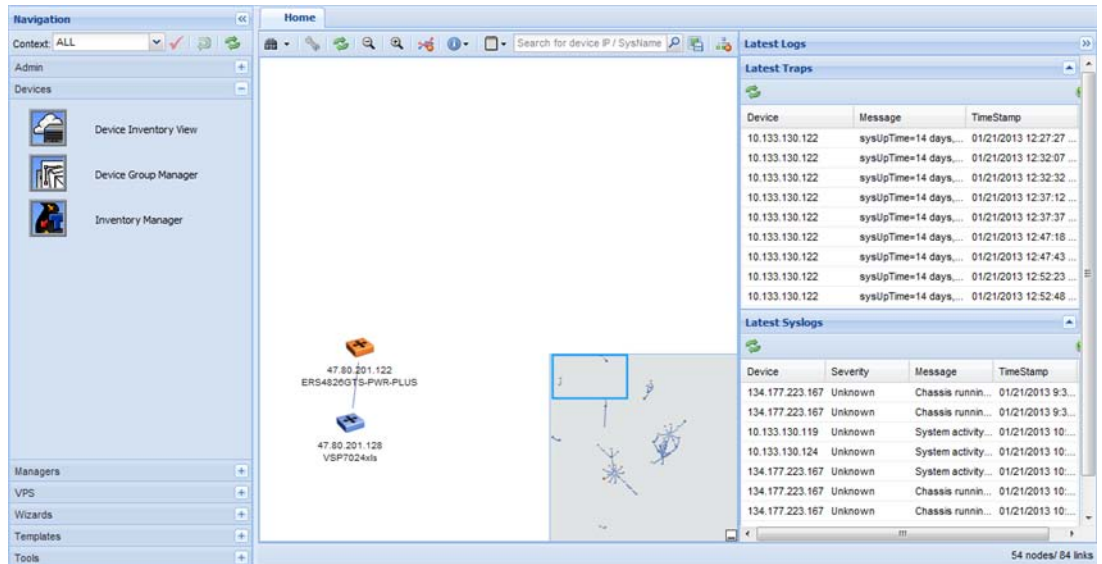 Navigation
Home
Context: ALL
Search for device IP / SysName
Latest Logs
Admin
Latest Traps
Devices
Device Inventory View
Device Group Manager
Inventory Manager
Device Message TimeStamp
10.133.130.122 sysUpTime=14 days,... 01/21/2013 12:27:27 ...
10.133.130.122 sysUpTime=14 days,... 01/21/2013 12:32:07 ...
10.133.130.122 sysUpTime=14 days,... 01/21/2013 12:32:32 ...
10.133.130.122 sysUpTime=14 days,... 01/21/2013 12:37:12 ...
10.133.130.122 sysUpTime=14 days,... 01/21/2013 12:37:37 ...
10.133.130.122 sysUpTime=14 days,... 01/21/2013 12:47:18 ...
10.133.130.122 sysUpTime=14 days,... 01/21/2013 12:47:43 ...
10.133.130.122 sysUpTime=14 days,... 01/21/2013 12:52:23 ...
10.133.130.122 sysUpTime=14 days,... 01/21/2013 12:52:48 ...
Latest Syslogs
47.80.201.122
ERS4826GTS-PWR-PLUS
47.80.201.128
VSP7024xls
Device Severity Message TimeStamp
134.177.223.167 Unknown Chassis runnin... 01/21/2013 9:3...
134.177.223.167 Unknown Chassis runnin... 01/21/2013 9:3...
10.133.130.119 Unknown System activity... 01/21/2013 10:...
10.133.130.124 Unknown System activity... 01/21/2013 10:...
134.177.223.167 Unknown System activity... 01/21/2013 10:...
134.177.223.167 Unknown Chassis runnin... 01/21/2013 10:...
134.177.223.167 Unknown Chassis runnin... 01/21/2013 10:...
Managers
VPS
Wizards
Templates
Tools
54 nodes/ 84 links